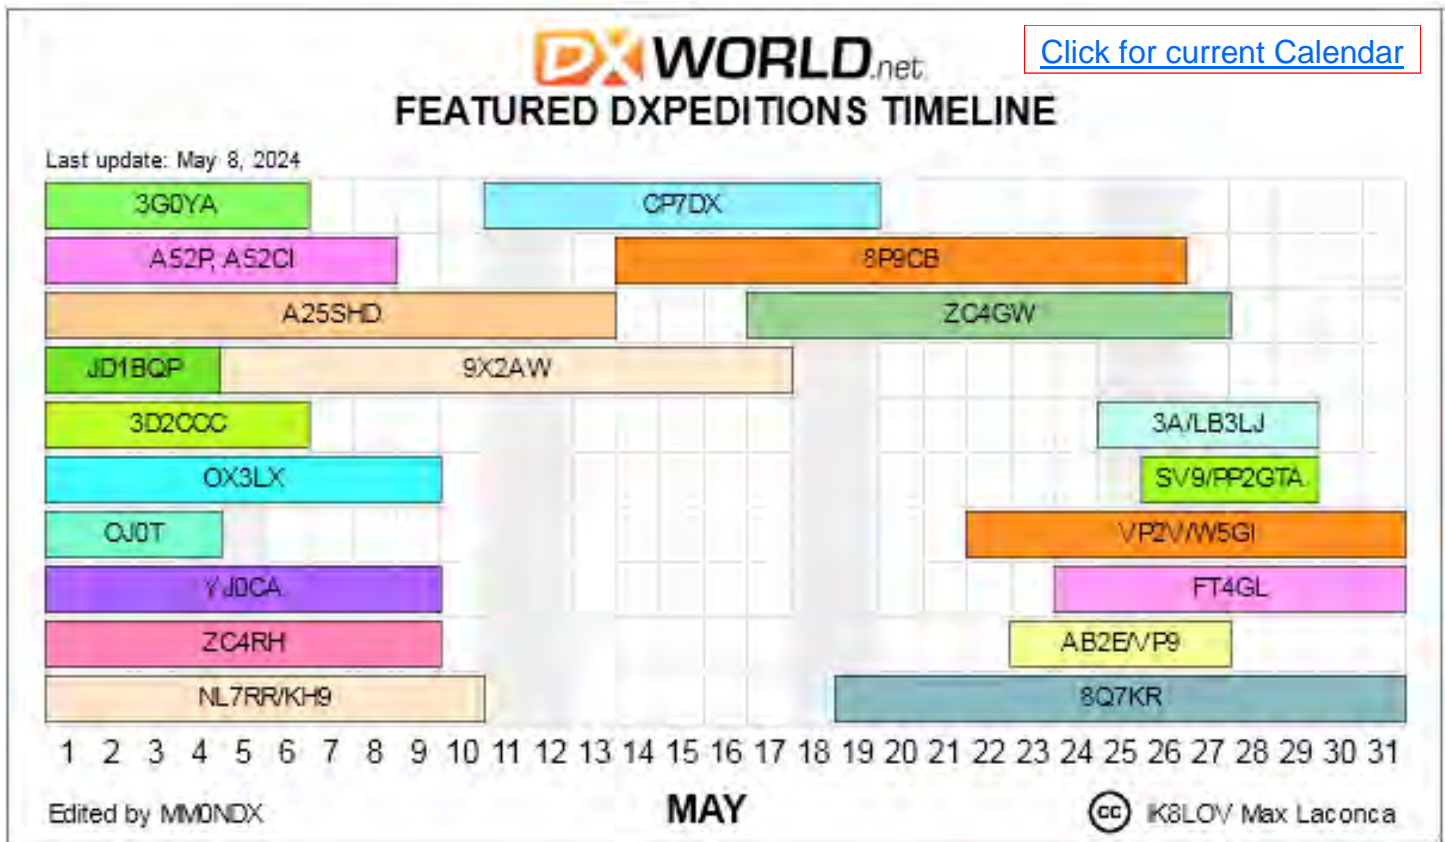 DXWORLD.net
Click for current Calendar
FEATURED DXPEDITIONS TIMELINE
Last update: May 8, 2024
3G0YA CP7DX
A52P, A52CI 8P9CB
A25SHD ZC4GW
JD1BQP 9X2AW
3D2CCC 3A/LB3LJ
OX3LX SV9/PP2GTA
OJ0T VP2V/W5GI
YJ0CA FT4GL
ZC4RH AB2E/VP9
NL7RR/KH9 8Q7KR
1 2 3 4 5 6 7 8 9 10 11 12 13 14 15 16 17 18 19 20 21 22 23 24 25 26 27 28 29 30 31
Edited by MM0NDX MAY cc IK8LOV Max Laconca